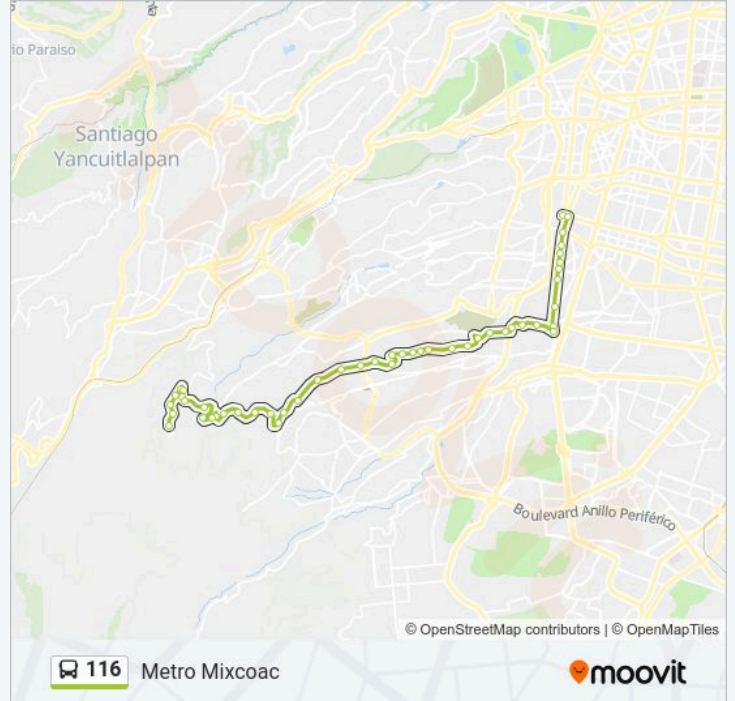 io Paraiso
Santiago
Yancuitlalpan
Boulevard Anillo Periférico
© OpenStreetMap contributors | © OpenMapTiles
116 Metro Mixcoac
moovit